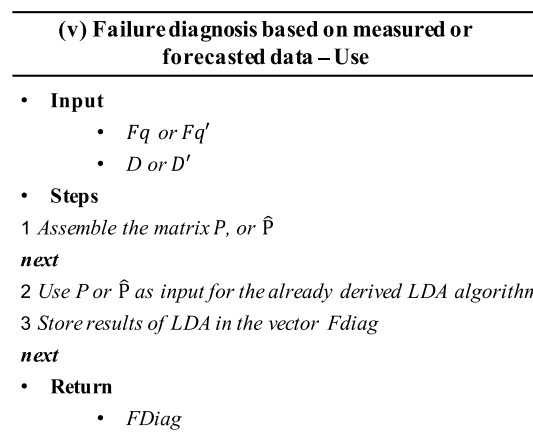 (v) Failure diagnosis based on measured or
forecasted data – Use
• Input
• Fq or Fq′
• D or D′
• Steps
1 Assemble the matrix P, or P̂
next
2 Use P or P̂ as input for the already derived LDA algorithm
3 Store results of LDA in the vector Fdiag
next
• Return
• FDiag